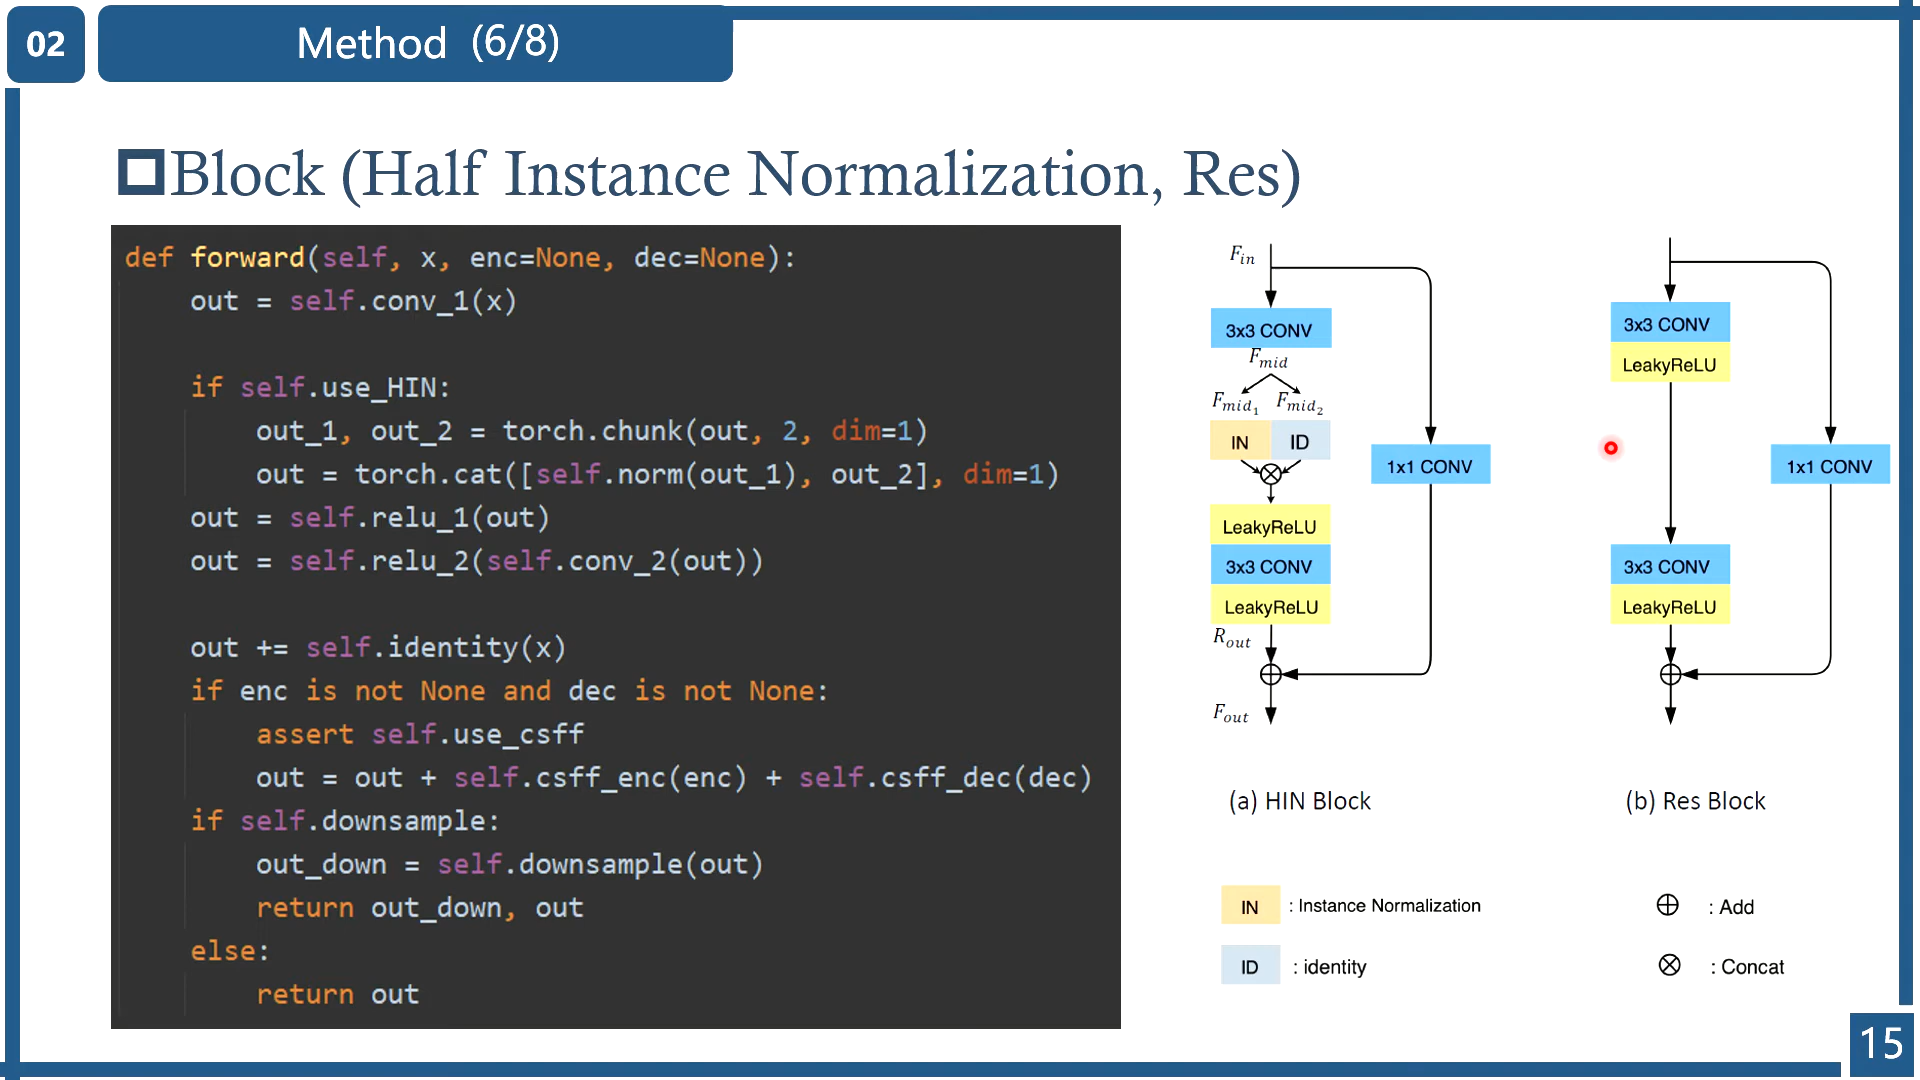 02
Method (6/8)
Block (Half Instance Normalization, Res)
def forward(self, x, enc=None, dec=None):
out = self.conv_1(x)
if self.use_HIN:
out_1, out_2 = torch.chunk(out, 2, dim=1)
out = torch.cat([self.norm(out_1), out_2], dim=1)
out = self.relu_1(out)
out = self.relu_2(self.conv_2(out))
out += self.identity(x)
if enc is not None and dec is not None:
assert self.use_csff
out = out + self.csff_enc(enc) + self.csff_dec(dec)
if self.downsample:
out_down = self.downsample(out)
return out_down, out
else:
return out
F_in
3x3 CONV
F_mid
F_mid_1 F_mid_2
IN ID
1x1 CONV
LeakyReLU
3x3 CONV
LeakyReLU
R_out
F_out
(a) HIN Block
3x3 CONV
LeakyReLU
1x1 CONV
3x3 CONV
LeakyReLU
(b) Res Block
IN : Instance Normalization
⊕ : Add
ID : identity
⊗ : Concat
15